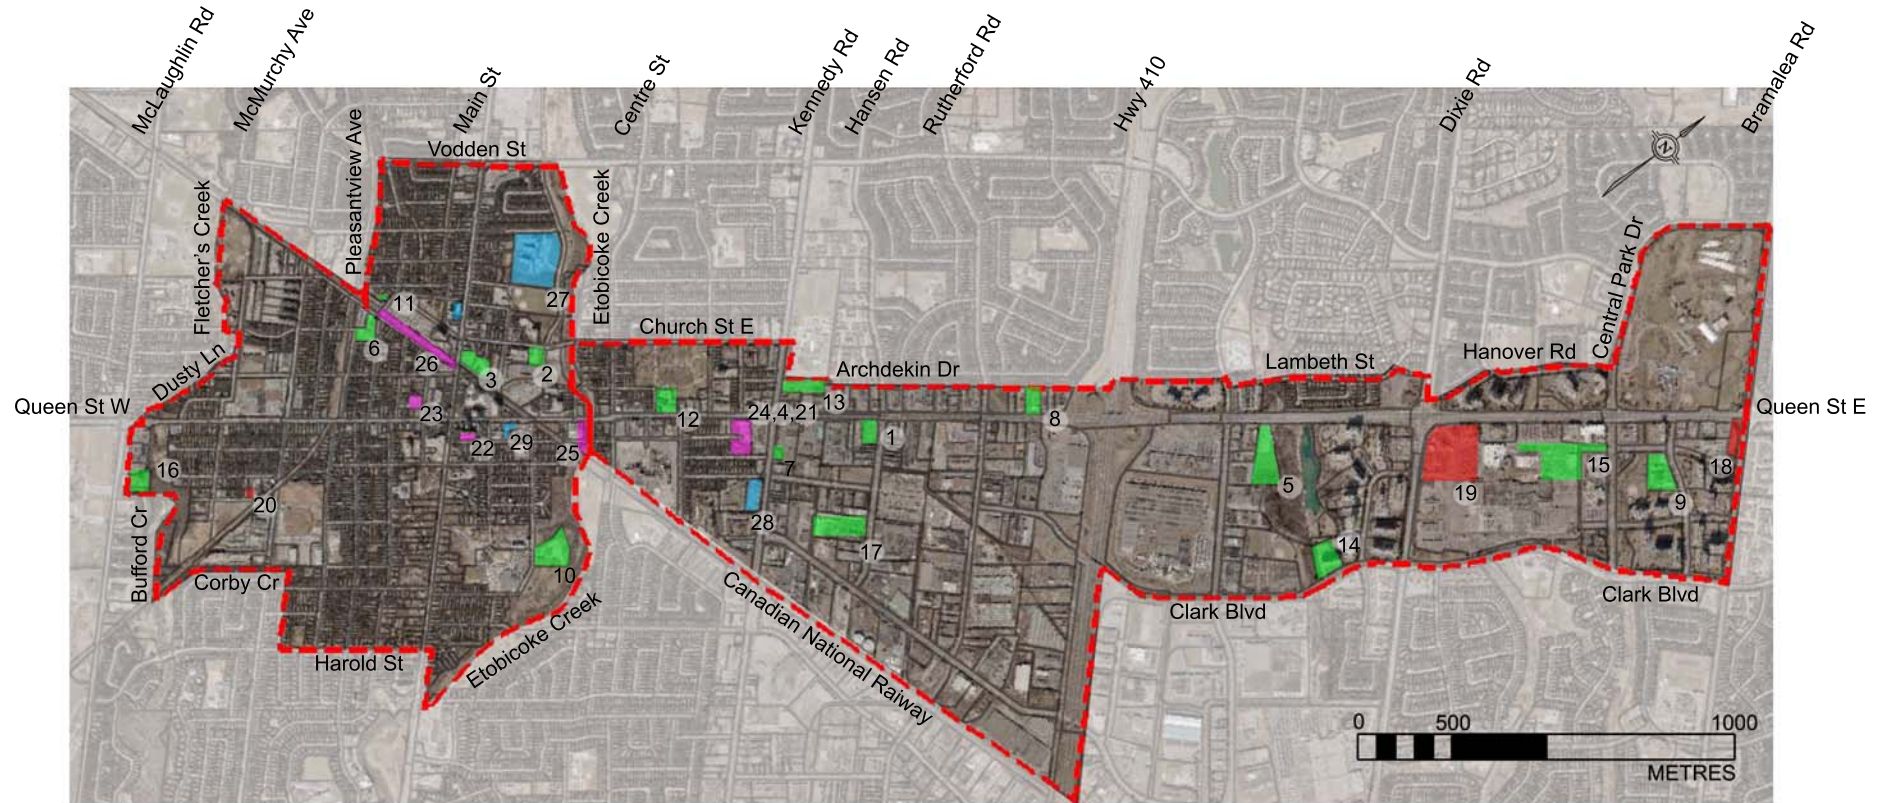 McLaughlin Rd
McMurchy Ave
Main St
Centre St
Kennedy Rd
Hansen Rd
Rutherford Rd
Hwy 410
Dixie Rd
Bramalea Rd
Pleasantview Ave
Vodden St
N
Fletcher's Creek
Etobicoke Creek
Central Park Dr
27
11
6
26
3
2
Church St E
Archdekin Dr
Lambeth St
Hanover Rd
Dusty Ln
Queen St W
23
22
29
25
12
24,4,21
13
1
8
Queen St E
7
16
20
28
17
5
14
19
15
9
18
10
Bufford Cr
Corby Cr
Harold St
Etobicoke Creek
Canadian National Raiway
Clark Blvd
Clark Blvd
0 500 1000
METRES